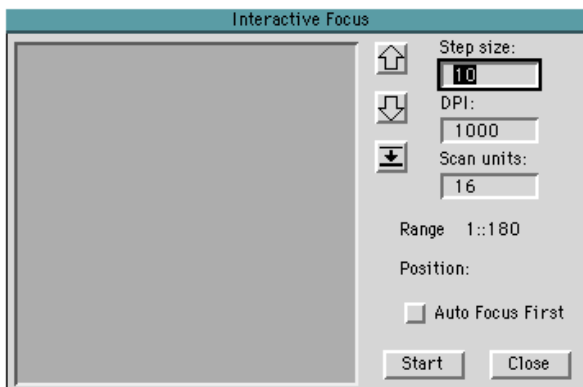 Interactive Focus
Step size:
10
DPI:
1000
Scan units:
16
Range 1::180
Position:
Auto Focus First
Start Close